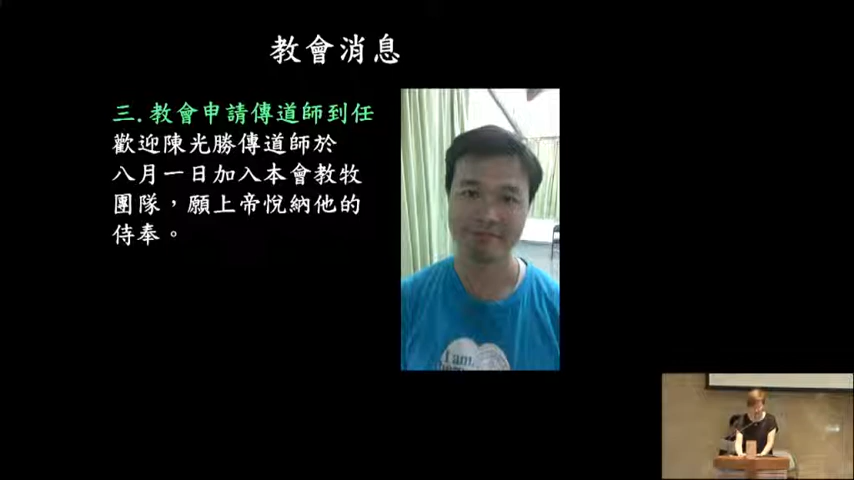 教會消息
三.教會申請傳道師到任
歡迎陳光勝傳道師於
八月一日加入本會教牧
團隊，願上帝悅納他的
侍奉。
I am